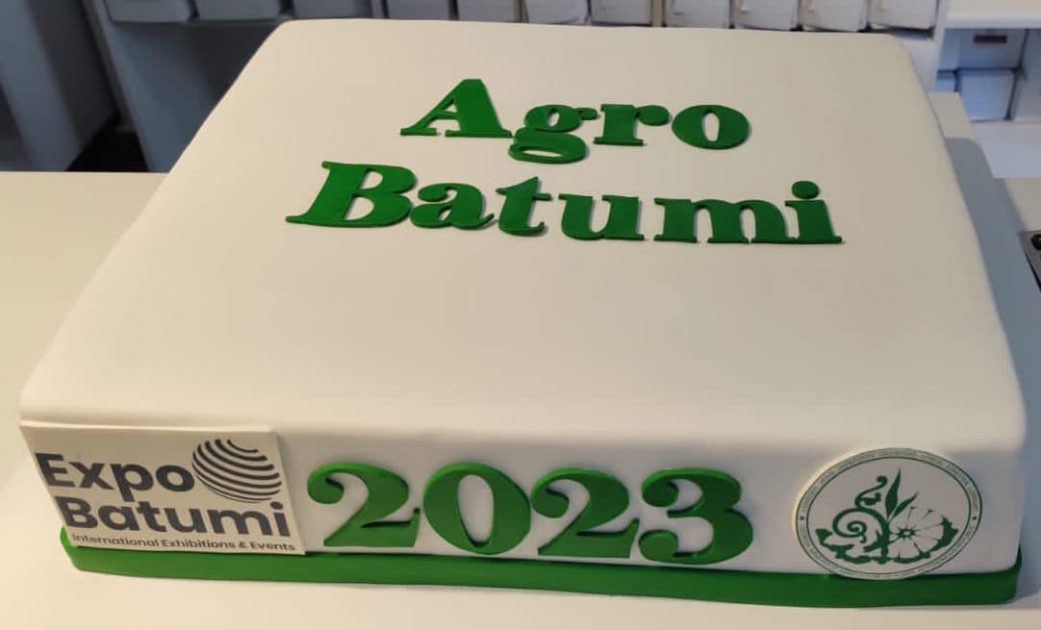 Agro
Batumi
Expo
Batumi
International Exhibitions & Events
2023